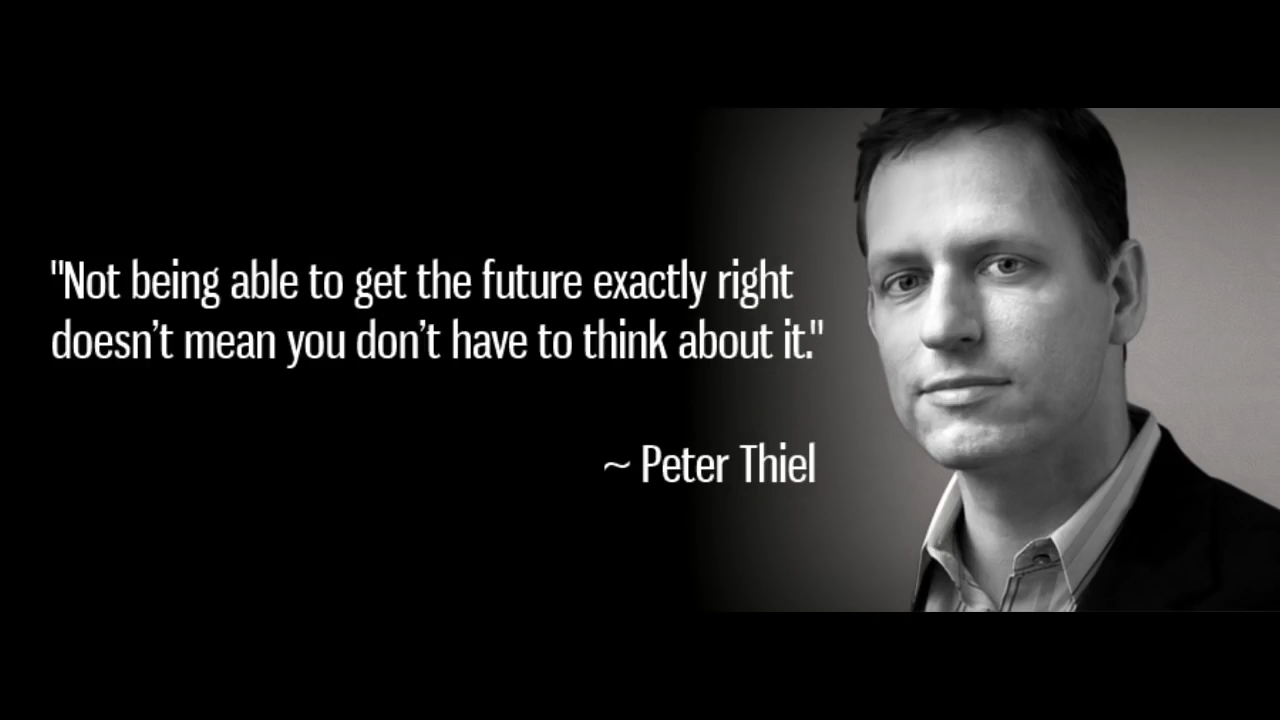 "Not being able to get the future exactly right
doesn’t mean you don’t have to think about it."
~ Peter Thiel